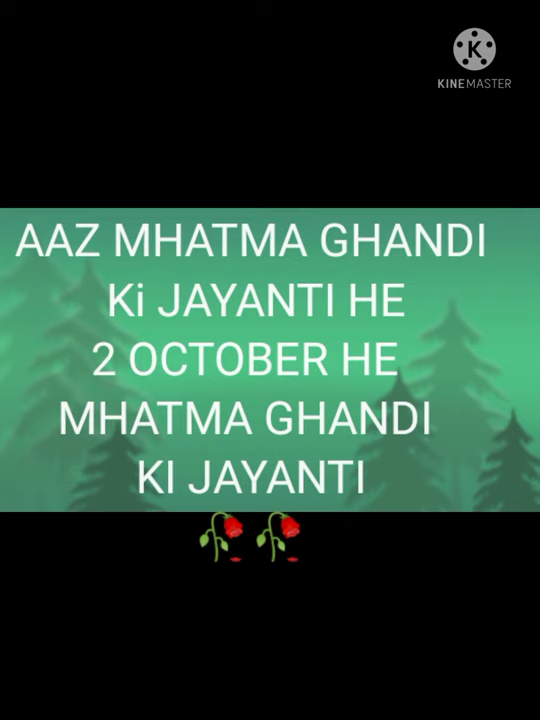 KINEMASTER
AAZ MHATMA GHANDI
Ki JAYANTI HE
2 OCTOBER HE
MHATMA GHANDI
KI JAYANTI
🥀🥀